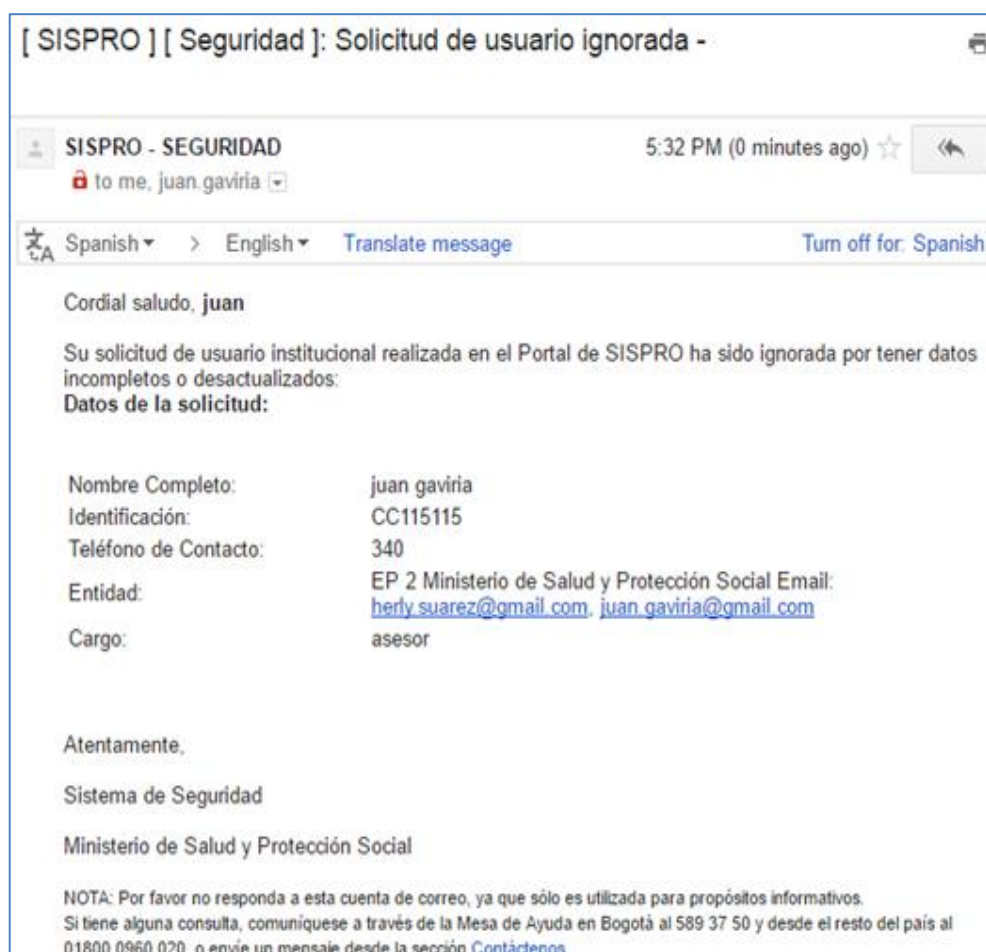 [ SISPRO ] [ Seguridad ]: Solicitud de usuario ignorada -
SISPRO - SEGURIDAD
5:32 PM (0 minutes ago)
to me, juan.gaviria
Spanish > English Translate message Turn off for: Spanish
Cordial saludo, juan
Su solicitud de usuario institucional realizada en el Portal de SISPRO ha sido ignorada por tener datos
incompletos o desactualizados:
Datos de la solicitud:
Nombre Completo: juan gaviria
Identificación: CC115115
Teléfono de Contacto: 340
Entidad: EP 2 Ministerio de Salud y Protección Social Email:
herly.suarez@gmail.com, juan.gaviria@gmail.com
Cargo: asesor
Atentamente,
Sistema de Seguridad
Ministerio de Salud y Protección Social
NOTA: Por favor no responda a esta cuenta de correo, ya que sólo es utilizada para propósitos informativos.
Si tiene alguna consulta, comuníquese a través de la Mesa de Ayuda en Bogotá al 589 37 50 y desde el resto del país al
01800 0960 020, o envíe un mensaje desde la sección Contáctenos